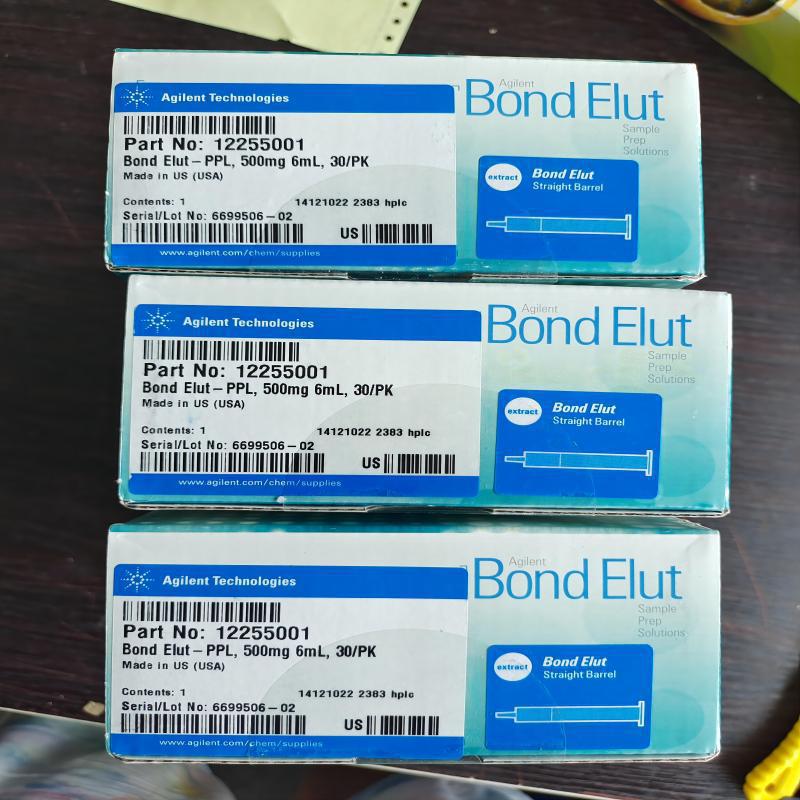 Agilent Technologies
Part No: 12255001
Bond Elut – PPL, 500mg 6mL, 30/PK
Made in US (USA)
Contents: 1 14121022 2383 hplc
Serial/Lot No: 6699506 – 02
US
www.agilent.com/chem/supplies
Agilent
Bond Elut
Sample
Prep
Solutions
extract
Bond Elut
Straight Barrel
Agilent Technologies
Part No: 12255001
Bond Elut – PPL, 500mg 6mL, 30/PK
Made in US (USA)
Contents: 1 14121022 2383 hplc
Serial/Lot No: 6699506 – 02
US
www.agilent.com/chem/supplies
Agilent
Bond Elut
Sample
Prep
Solutions
extract
Bond Elut
Straight Barrel
Agilent Technologies
Part No: 12255001
Bond Elut – PPL, 500mg 6mL, 30/PK
Made in US (USA)
Contents: 1 14121022 2383 hplc
Serial/Lot No: 6699506 – 02
US
www.agilent.com/chem/supplies
Agilent
Bond Elut
Sample
Prep
Solutions
extract
Bond Elut
Straight Barrel